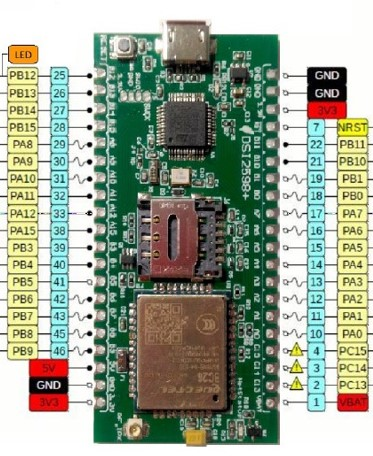 LED
PB12 25
PB13 26
PB14 27
PB15 28
PA8 29
PA9 30
PA10 31
PA11 32
PA12 33
PA15 38
PB3 39
PB4 40
PB5 41
PB6 42
PB7 43
PB8 45
PB9 46
5V
GND
3V3
DSI2598+
QUECTEL
GND
GND
3V3
7 NRST
22 PB11
21 PB10
19 PB1
18 PB0
17 PA7
16 PA6
15 PA5
14 PA4
13 PA3
12 PA2
11 PA1
10 PA0
4 PC15
3 PC14
2 PC13
1 VBAT